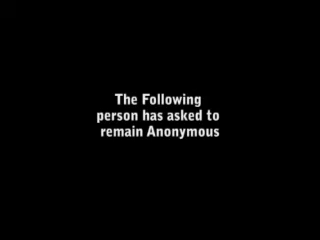 The Following
person has asked to
remain Anonymous